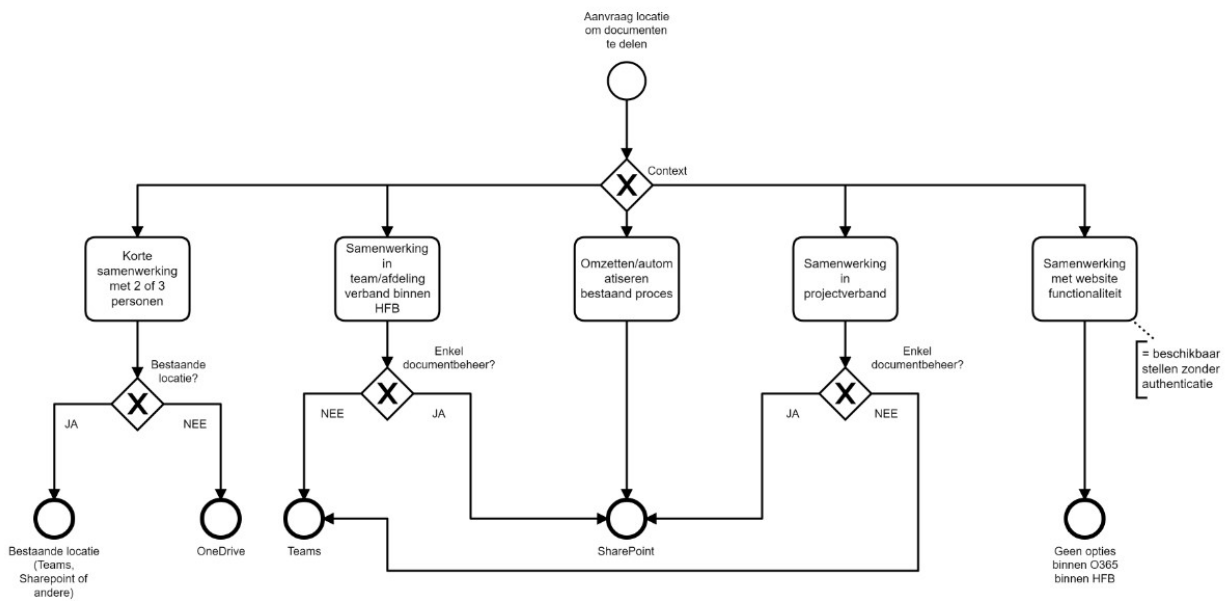 Aanvraag locatie
om documenten
te delen
Context
Korte
samenwerking
met 2 of 3
personen
Samenwerking
in
team/afdeling
verband binnen
HFB
Omzetten/autom
atiseren
bestaand proces
Samenwerking
in
projectverband
Samenwerking
met website
functionaliteit
= beschikbaar
stellen zonder
authenticatie
Bestaande
locatie?
JA
NEE
Enkel
documentbeheer?
NEE
JA
Enkel
documentbeheer?
JA
NEE
Bestaande locatie
(Teams,
Sharepoint of
andere)
OneDrive
Teams
SharePoint
Geen opties
binnen O365
binnen HFB